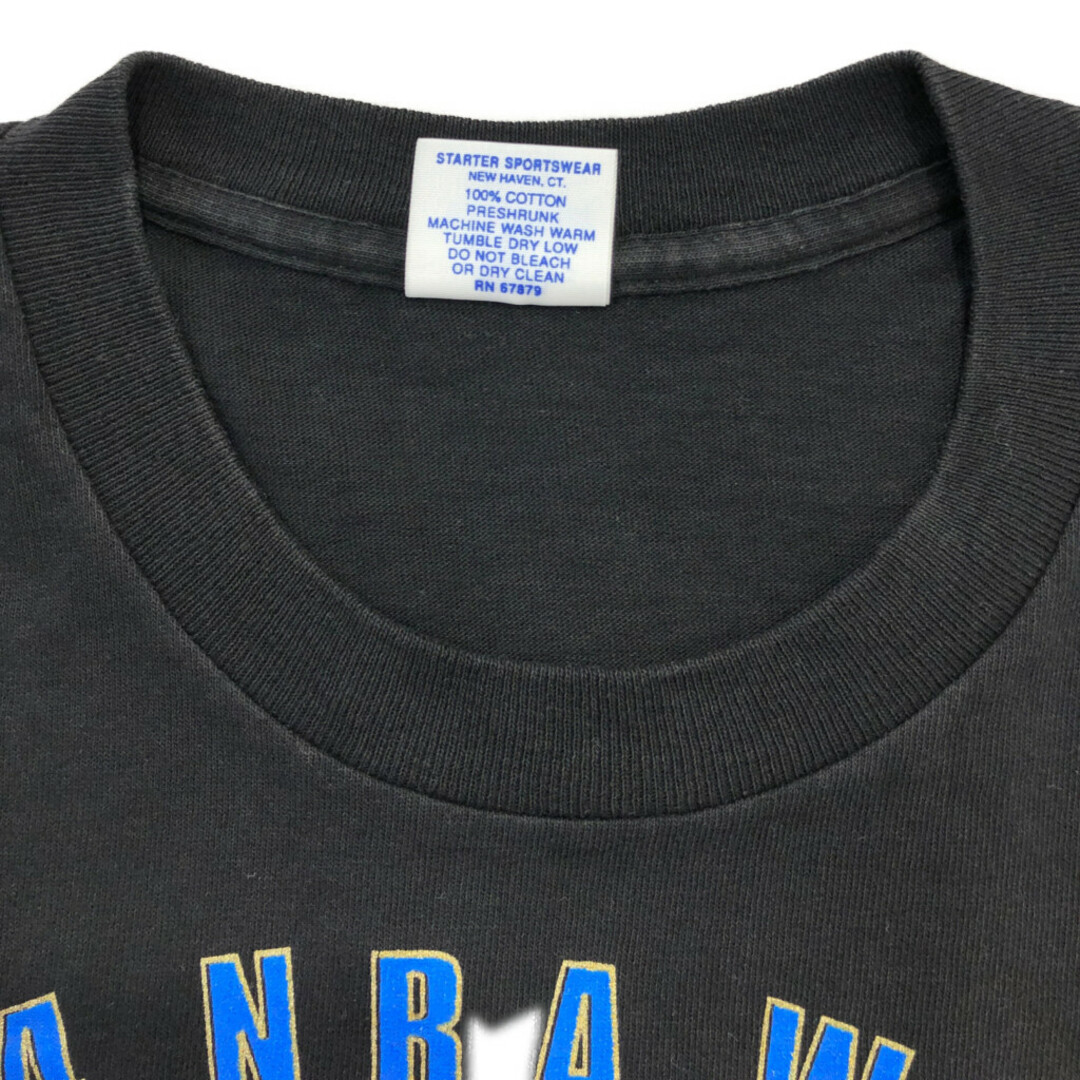 STARTER SPORTSWEAR
NEW HAVEN, CT.
100% COTTON
PRESHRUNK
MACHINE WASH WARM
TUMBLE DRY LOW
DO NOT BLEACH
OR DRY CLEAN
RN 67879
A NBA W